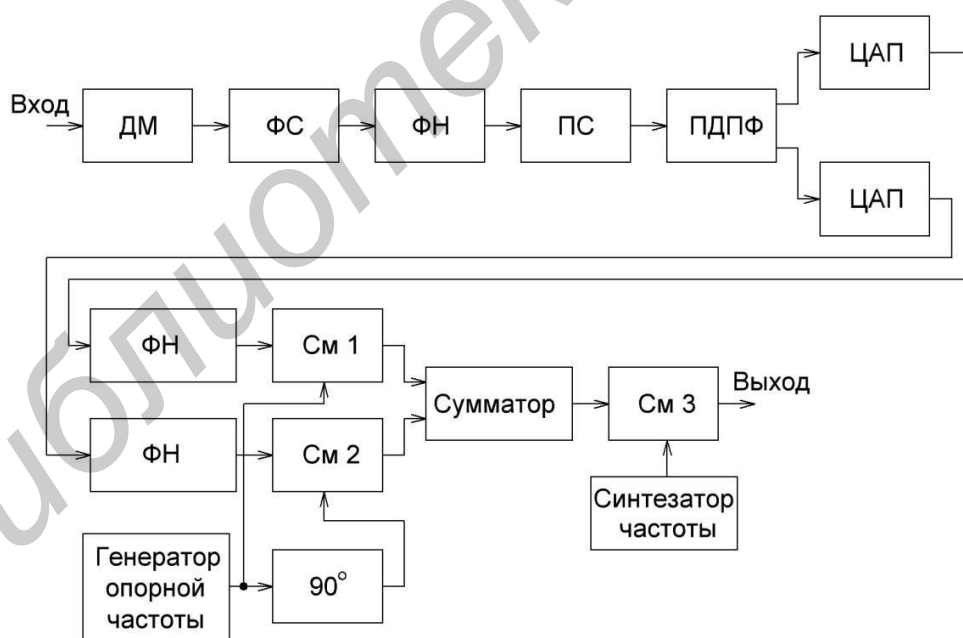 ЦАП
Вход
ДМ
ФС
ФН
ПС
ПДПФ
ЦАП
ФН
См 1
Сумматор
См 3
Выход
ФН
См 2
Синтезатор
частоты
Генератор
опорной
частоты
90°
иблиотек